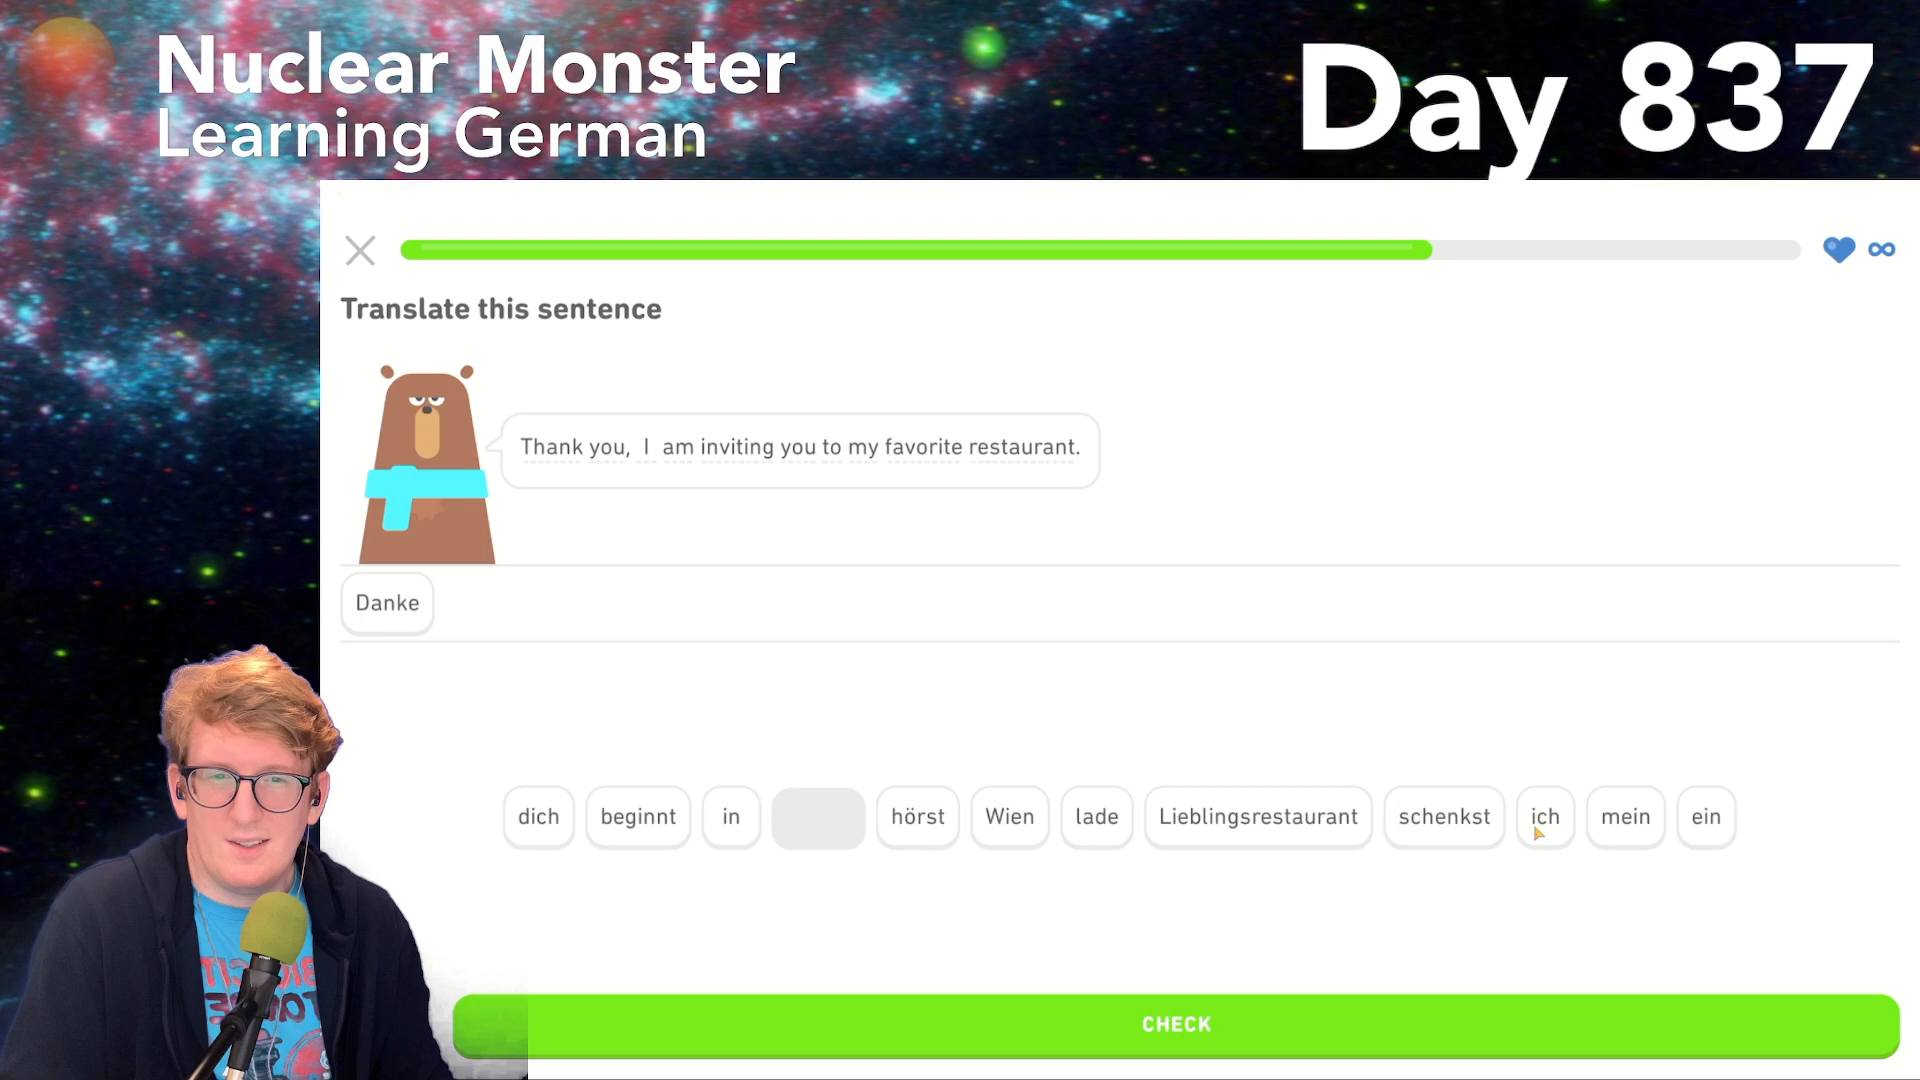 Nuclear Monster
Learning German
Day 837
Translate this sentence
Thank you, I am inviting you to my favorite restaurant.
Danke
dich beginnt in hörst Wien lade Lieblingsrestaurant schenkst ich mein ein
CHECK